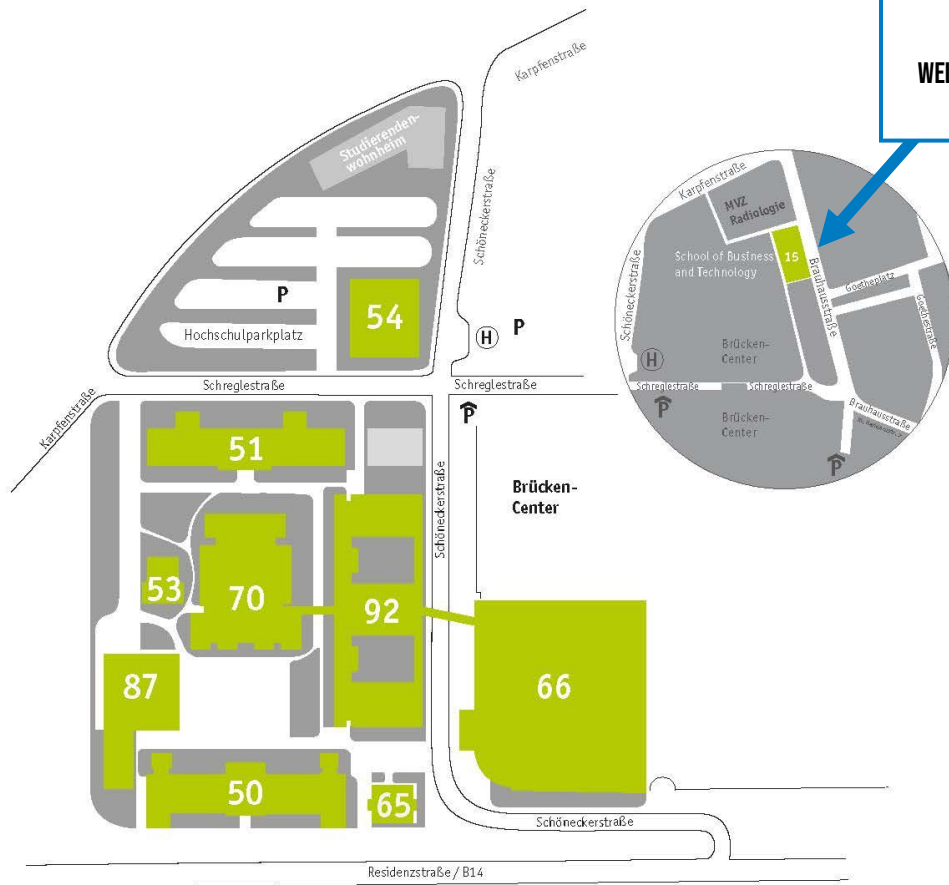 Karpfenstraße
WEI
Studierenden-
wohnheim
Schöneckerstraße
P
54
Hochschulparkplatz
H
P
Schreglestraße
Schreglestraße
Karpfenstraße
MVZ
Radiologie
School of Business
and Technology
15
Brauhausstraße
Goetheplatz
Goethestraße
Schöneckerstraße
Brücken-
Center
H
Schreglestraße
Schreglestraße
P
Brücken-
Center
Brauhausstraße
P
Karpfenstraße
P
51
Brücken-
Center
Schöneckerstraße
53
70
92
87
66
50
65
Schöneckerstraße
Residenzstraße / B14